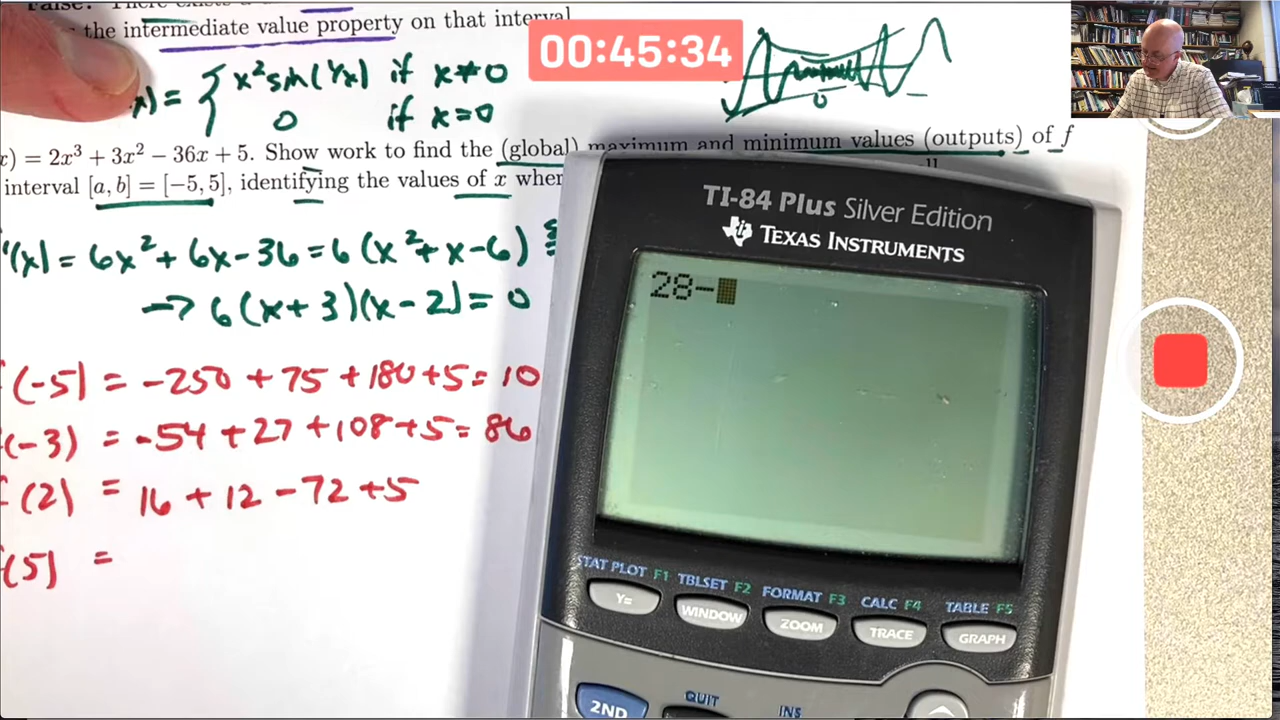 the intermediate value property on that interval
00:45:34
x) = { x² sin(1/x) if x ≠ 0
0 if x = 0
0
x) = 2x³ + 3x² − 36x + 5. Show work to find the (global) maximum and minimum values (outputs) of f
interval [a, b] = [−5, 5], identifying the values of x wher
'(x) = 6x² + 6x − 36 = 6(x² + x − 6)
→ 6(x + 3)(x − 2) = 0
f(−5) = −250 + 75 + 180 + 5 = 10
(−3) = −54 + 27 + 108 + 5 = 86
f(2) = 16 + 12 − 72 + 5
(5) =
TI-84 Plus Silver Edition
TEXAS INSTRUMENTS
28-
STAT PLOT F1 TBLSET F2 FORMAT F3 CALC F4 TABLE F5
Y= WINDOW ZOOM TRACE GRAPH
2ND QUIT INS